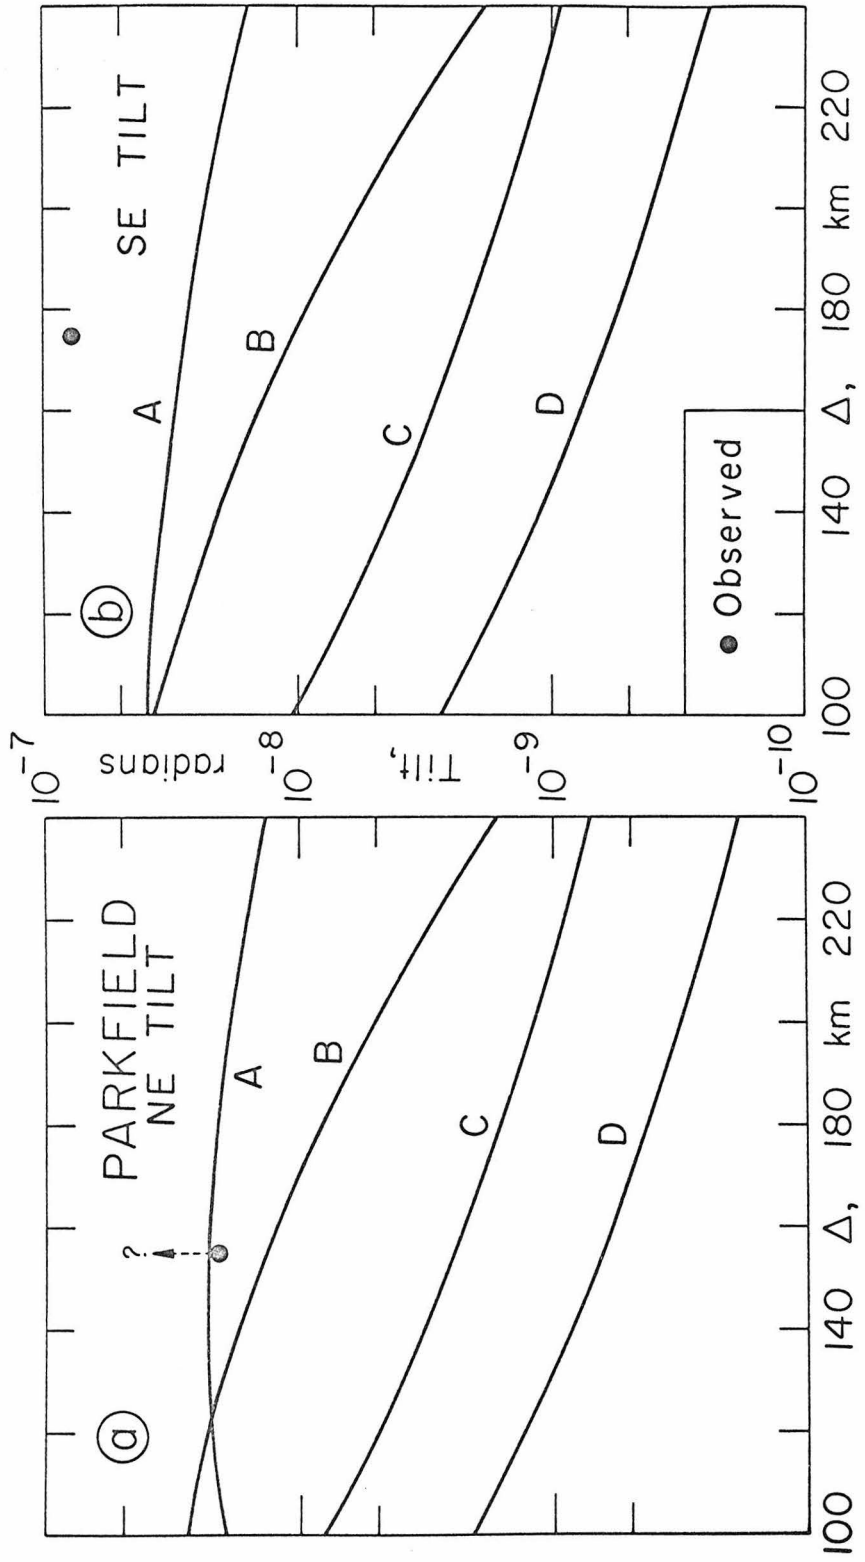 a
PARKFIELD
NE TILT
?
A
B
C
D
100 140 180 220
Δ, km
10-7
10-8
10-9
10-10
Tilt, radians
b
SE TILT
A
B
C
D
Observed
100 140 180 220
Δ, km